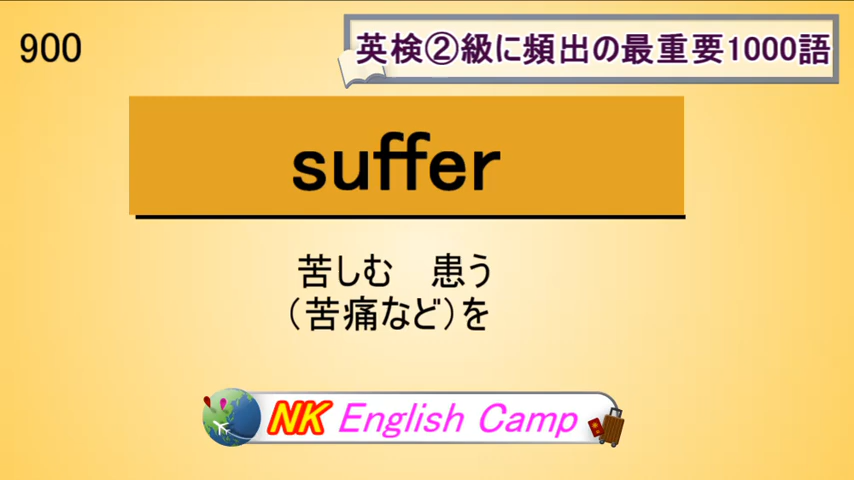 900
英検②級に頻出の最重要1000語
suffer
苦しむ 患う
(苦痛など)を
NK English Camp